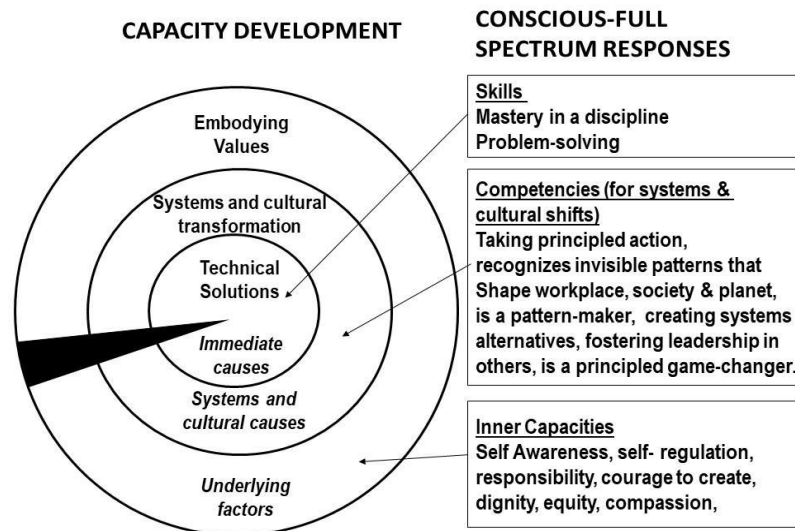 CAPACITY DEVELOPMENT
CONSCIOUS-FULL
SPECTRUM RESPONSES
Embodying
Values
Systems and cultural
transformation
Technical
Solutions
Immediate
causes
Systems and
cultural causes
Underlying
factors
Skills
Mastery in a discipline
Problem-solving
Competencies (for systems &
cultural shifts)
Taking principled action,
recognizes invisible patterns that
Shape workplace, society & planet,
is a pattern-maker, creating systems
alternatives, fostering leadership in
others, is a principled game-changer.
Inner Capacities
Self Awareness, self- regulation,
responsibility, courage to create,
dignity, equity, compassion,